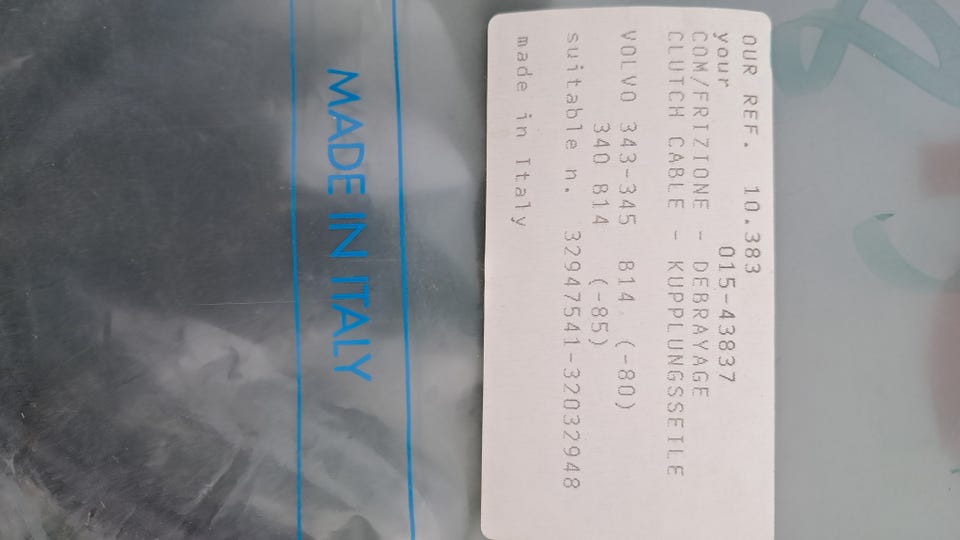 OUR REF. 10.383
your 015-43837
COM/FRIZIONE - DEBRAYAGE
CLUTCH CABLE - KUPPLUNGSSEILE
VOLVO 343-345 B14 (-80)
340 B14 (-85)
suitable n. 32947541-32032948
made in Italy
MADE IN ITALY